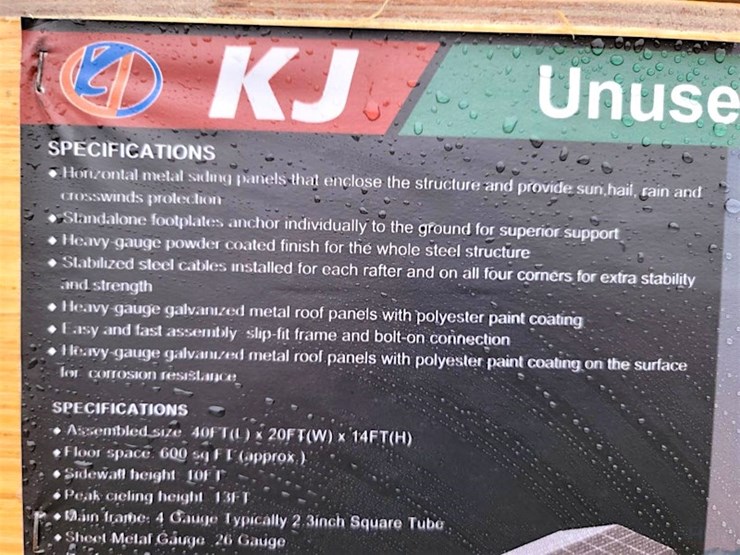 KJ
Unuse
SPECIFICATIONS
◆ Horizontal metal siding panels that enclose the structure and provide sun,hail, rain and
crosswinds protection
◆ Standalone footplates anchor individually to the ground for superior support
◆ Heavy-gauge powder coated finish for the whole steel structure
◆ Stabilized steel cables installed for each rafter and on all four corners for extra stability
and strength
◆ Heavy-gauge galvanized metal roof panels with polyester paint coating
◆ Easy and fast assembly slip-fit frame and bolt-on connection
◆ Heavy-gauge galvanized metal roof panels with polyester paint coating on the surface
for corrosion resistance
SPECIFICATIONS
◆ Assembled size 40FT(L) x 20FT(W) x 14FT(H)
◆ Floor space: 600 sq FT (approx.)
◆ Sidewall height 10FT
◆ Peak cieling height 13FT
◆ Main frame: 4 Gauge Typically 2.3inch Square Tube
◆ Sheet Metal Gauge 26 Gauge